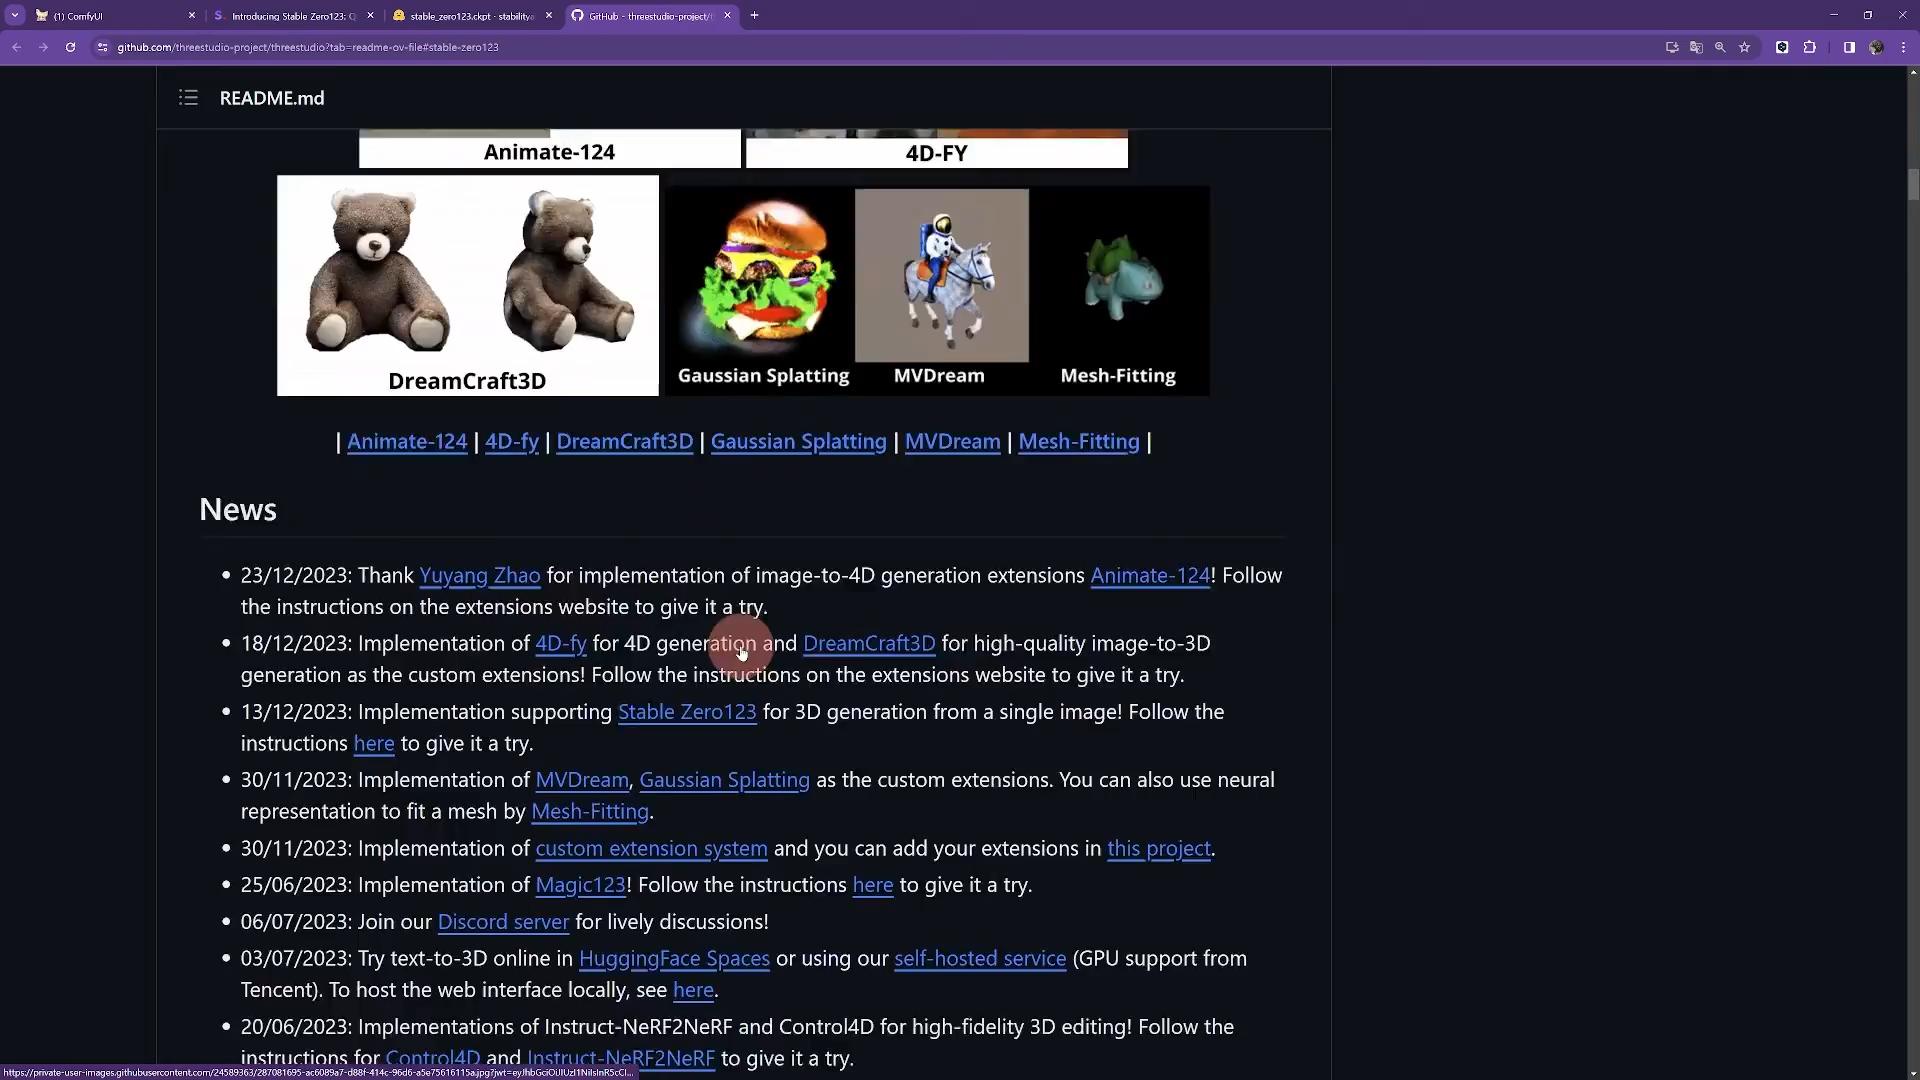 (1) ComfyUI
Introducing Stable Zero123: Q
stable_zero123.ckpt · stabilitya
GitHub - threestudio-project/t
github.com/threestudio-project/threestudio?tab=readme-ov-file#stable-zero123
README.md
Animate-124
4D-FY
DreamCraft3D
Gaussian Splatting
MVDream
Mesh-Fitting
| Animate-124 | 4D-fy | DreamCraft3D | Gaussian Splatting | MVDream | Mesh-Fitting |
News
• 23/12/2023: Thank Yuyang Zhao for implementation of image-to-4D generation extensions Animate-124! Follow
the instructions on the extensions website to give it a try.
• 18/12/2023: Implementation of 4D-fy for 4D generation and DreamCraft3D for high-quality image-to-3D
generation as the custom extensions! Follow the instructions on the extensions website to give it a try.
• 13/12/2023: Implementation supporting Stable Zero123 for 3D generation from a single image! Follow the
instructions here to give it a try.
• 30/11/2023: Implementation of MVDream, Gaussian Splatting as the custom extensions. You can also use neural
representation to fit a mesh by Mesh-Fitting.
• 30/11/2023: Implementation of custom extension system and you can add your extensions in this project.
• 25/06/2023: Implementation of Magic123! Follow the instructions here to give it a try.
• 06/07/2023: Join our Discord server for lively discussions!
• 03/07/2023: Try text-to-3D online in HuggingFace Spaces or using our self-hosted service (GPU support from
Tencent). To host the web interface locally, see here.
• 20/06/2023: Implementations of Instruct-NeRF2NeRF and Control4D for high-fidelity 3D editing! Follow the
instructions for Control4D and Instruct-NeRF2NeRF to give it a try.